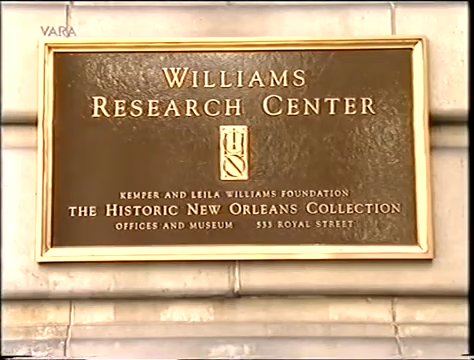 VARA
WILLIAMS
RESEARCH CENTER
KEMPER AND LEILA WILLIAMS FOUNDATION
THE HISTORIC NEW ORLEANS COLLECTION
OFFICES AND MUSEUM 533 ROYAL STREET